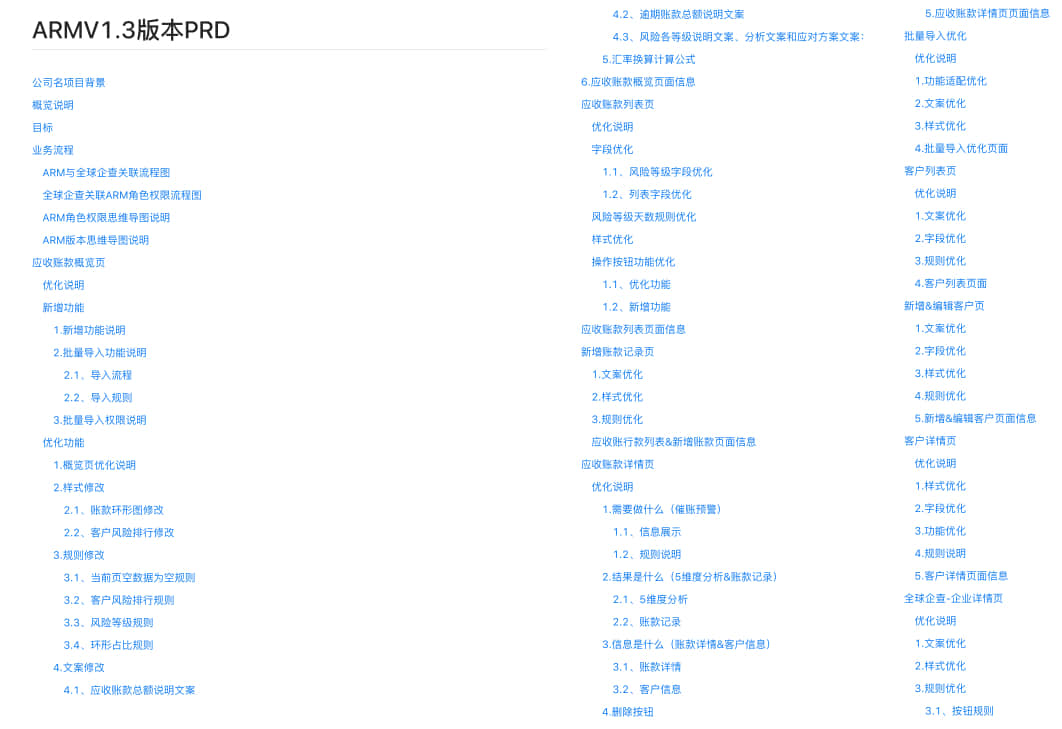 ARMV1.3版本PRD
公司名项目背景
概览说明
目标
业务流程
ARM与全球企查关联流程图
全球企查关联ARM角色权限流程图
ARM角色权限思维导图说明
ARM版本思维导图说明
应收账款概览页
优化说明
新增功能
1.新增功能说明
2.批量导入功能说明
2.1、导入流程
2.2、导入规则
3.批量导入权限说明
优化功能
1.概览页优化说明
2.样式修改
2.1、账款环形图修改
2.2、客户风险排行修改
3.规则修改
3.1、当前页空数据为空规则
3.2、客户风险排行规则
3.3、风险等级规则
3.4、环形占比规则
4.文案修改
4.1、应收账款总额说明文案
4.2、逾期账款总额说明文案
4.3、风险各等级说明文案、分析文案和应对方案文案:
5.汇率换算计算公式
6.应收账款概览页面信息
应收账款列表页
优化说明
字段优化
1.1、风险等级字段优化
1.2、列表字段优化
风险等级天数规则优化
样式优化
操作按钮功能优化
1.1、优化功能
1.2、新增功能
应收账款列表页面信息
新增账款记录页
1.文案优化
2.样式优化
3.规则优化
应收账行款列表&新增账款页面信息
应收账款详情页
优化说明
1.需要做什么（催账预警）
1.1、信息展示
1.2、规则说明
2.结果是什么（5维度分析&账款记录）
2.1、5维度分析
2.2、账款记录
3.信息是什么（账款详情&客户信息）
3.1、账款详情
3.2、客户信息
4.删除按钮
5.应收账款详情页页面信息
批量导入优化
优化说明
1.功能适配优化
2.文案优化
3.样式优化
4.批量导入优化页面
客户列表页
优化说明
1.文案优化
2.字段优化
3.规则优化
4.客户列表页面
新增&编辑客户页
1.文案优化
2.字段优化
3.样式优化
4.规则优化
5.新增&编辑客户页面信息
客户详情页
优化说明
1.样式优化
2.字段优化
3.功能优化
4.规则说明
5.客户详情页面信息
全球企查-企业详情页
优化说明
1.文案优化
2.样式优化
3.规则优化
3.1、按钮规则